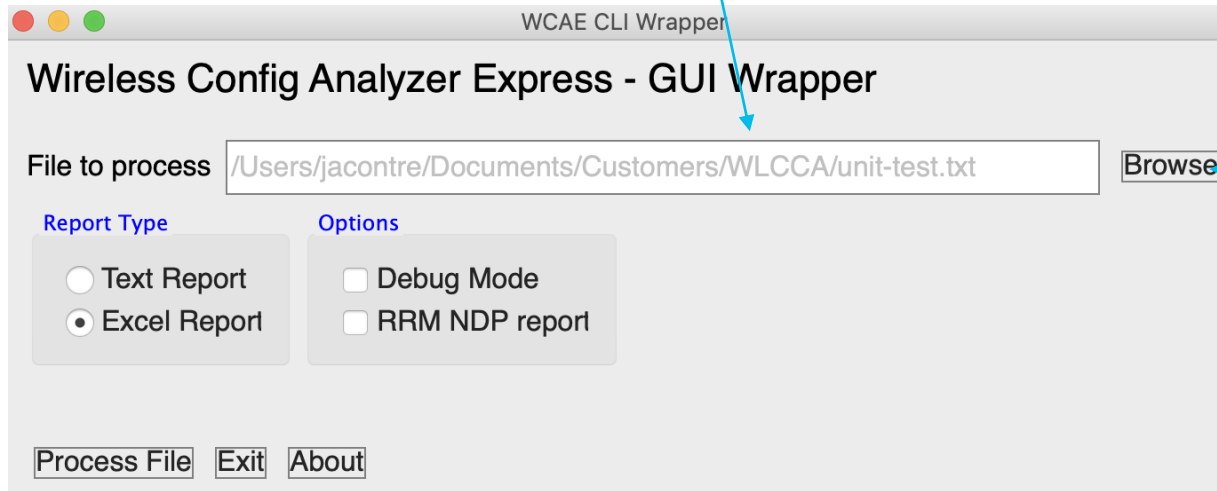 WCAE CLI Wrapper
Wireless Config Analyzer Express - GUI Wrapper
File to process /Users/jacontre/Documents/Customers/WLCCA/unit-test.txt Browse
Report Type Options
Text Report Debug Mode
Excel Report RRM NDP report
Process File Exit About